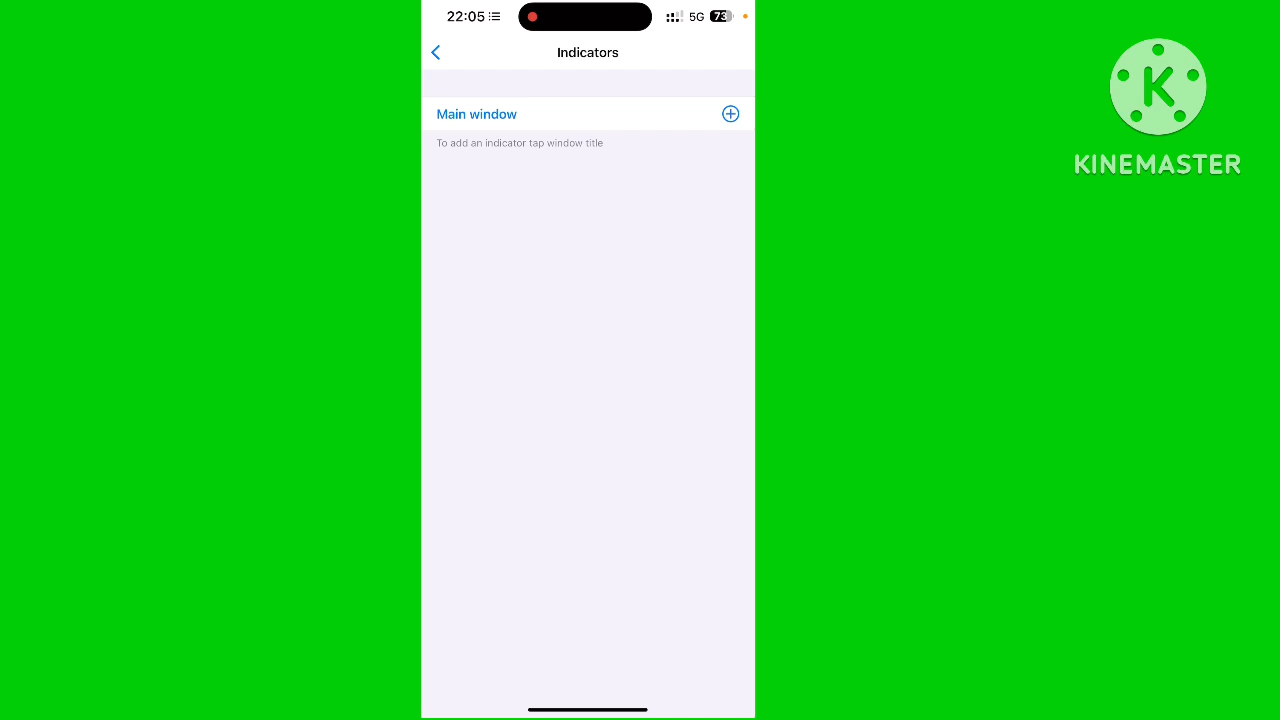 22:05 5G 73
Indicators
Main window
To add an indicator tap window title
K
KINEMASTER